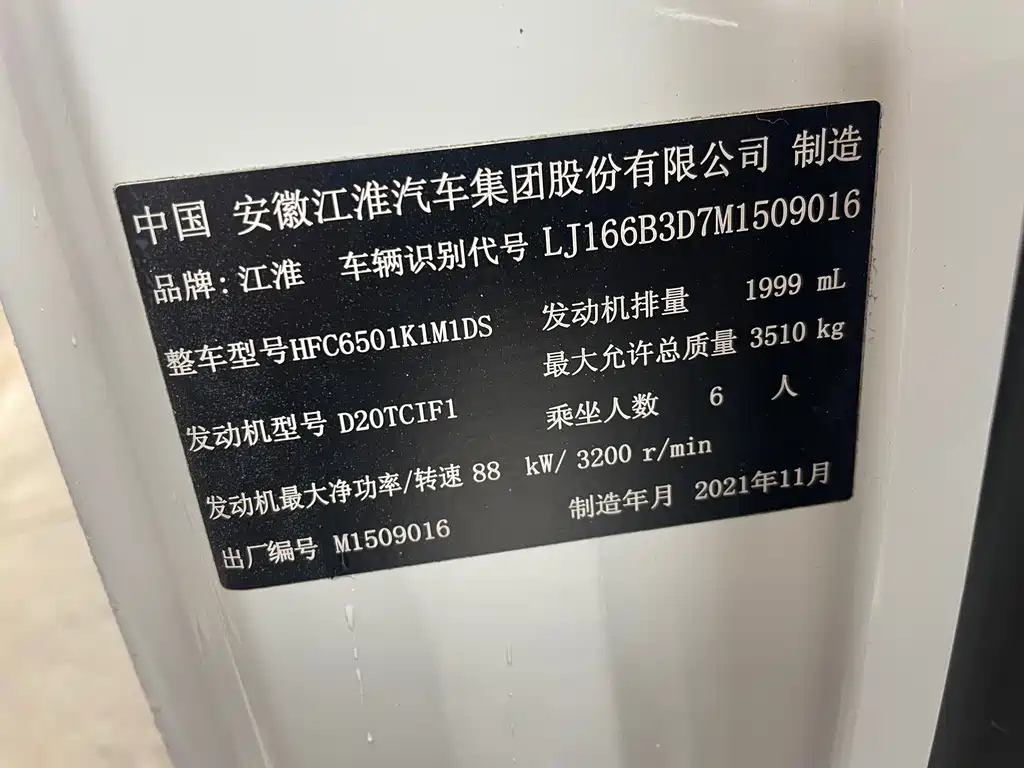 中国 安徽江淮汽车集团股份有限公司 制造
品牌: 江淮 车辆识别代号 LJ166B3D7M1509016
整车型号HFC6501K1M1DS 发动机排量 1999 mL
最大允许总质量 3510 kg
发动机型号 D20TCIF1 乘坐人数 6 人
发动机最大净功率/转速 88 kW/ 3200 r/min
出厂编号 M1509016 制造年月 2021年11月